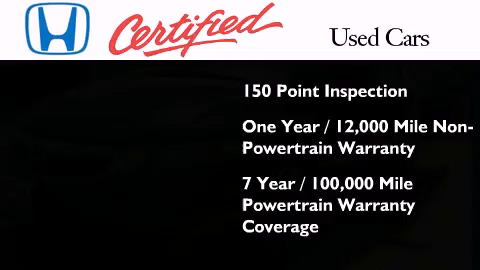 Certified Used Cars
150 Point Inspection
One Year / 12,000 Mile Non-
Powertrain Warranty
7 Year / 100,000 Mile
Powertrain Warranty
Coverage